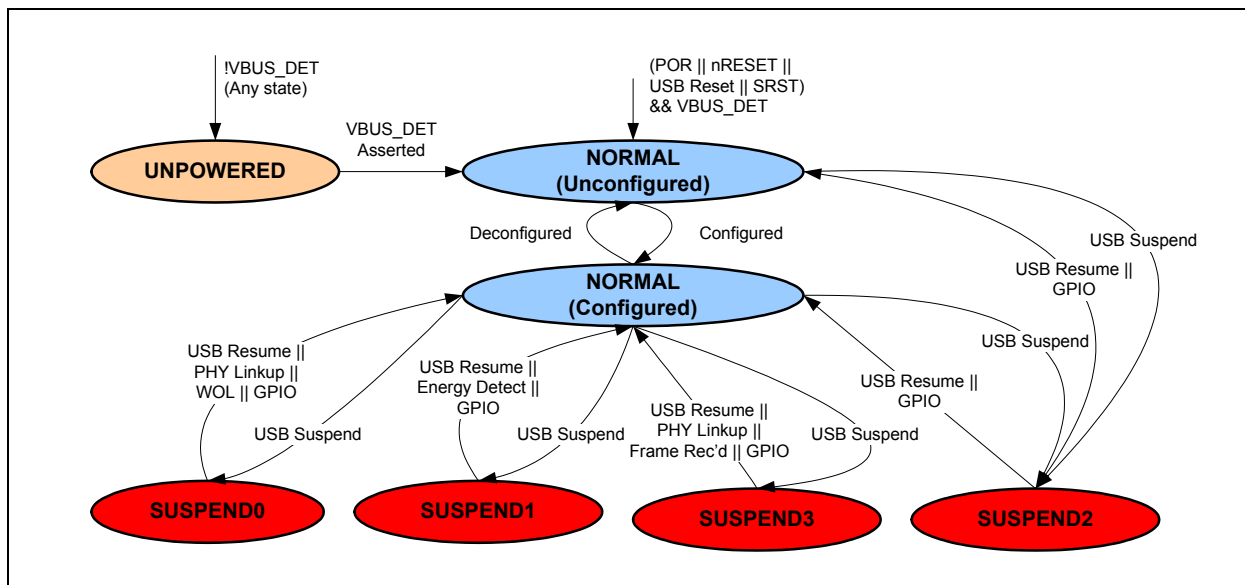 !VBUS_DET
(Any state)
(POR || nRESET ||
USB Reset || SRST)
&& VBUS_DET
VBUS_DET
Asserted
UNPOWERED
NORMAL
(Unconfigured)
Deconfigured
Configured
USB Suspend
USB Resume ||
GPIO
NORMAL
(Configured)
USB Resume ||
PHY Linkup ||
WOL || GPIO
USB Suspend
USB Resume ||
Energy Detect ||
GPIO
USB Suspend
USB Resume ||
PHY Linkup ||
Frame Rec'd || GPIO
USB Suspend
USB Resume ||
GPIO
USB Suspend
SUSPEND0
SUSPEND1
SUSPEND3
SUSPEND2